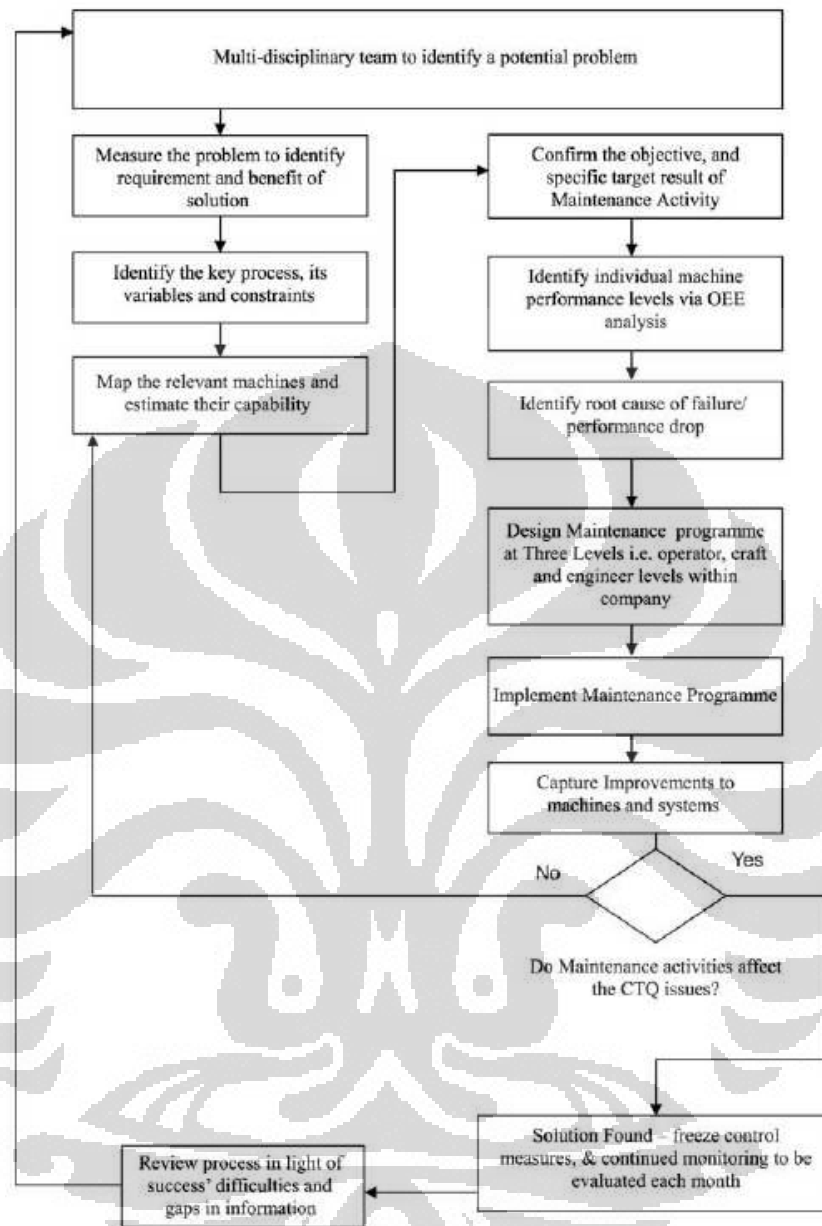 Multi-disciplinary team to identify a potential problem
Measure the problem to identify
requirement and benefit of
solution
Identify the key process, its
variables and constraints
Map the relevant machines and
estimate their capability
Confirm the objective, and
specific target result of
Maintenance Activity
Identify individual machine
performance levels via OEE
analysis
Identify root cause of failure/
performance drop
Design Maintenance programme
at Three Levels i.e. operator, craft
and engineer levels within
company
Implement Maintenance Programme
Capture Improvements to
machines and systems
No
Yes
Do Maintenance activities affect
the CTQ issues?
Solution Found – freeze control
measures, & continued monitoring to be
evaluated each month
Review process in light of
success’ difficulties and
gaps in information